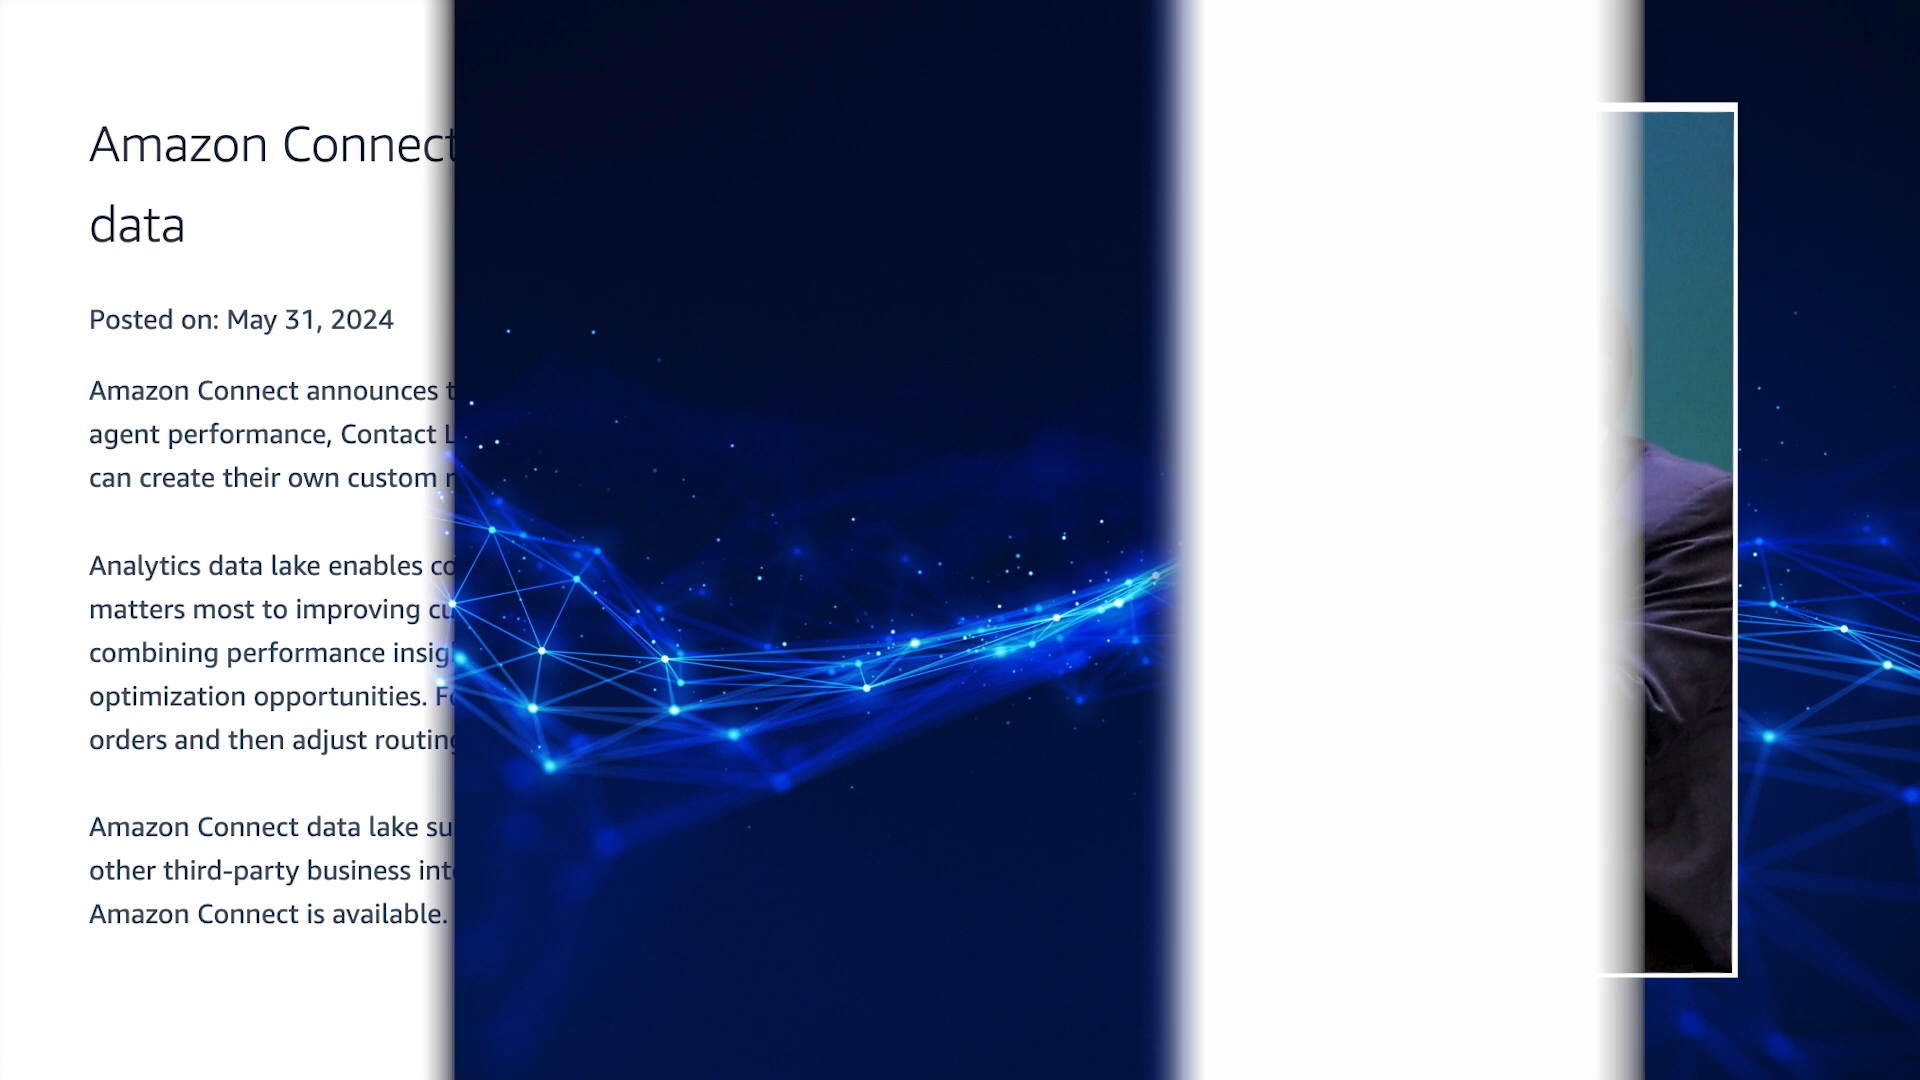 Amazon Connect
data
Posted on: May 31, 2024
Amazon Connect announces
agent performance, Contact
can create their own custom
Analytics data lake enables
matters most to improving
combining performance
optimization opportunities.
orders and then adjust routing
Amazon Connect data lake
other third-party business
Amazon Connect is available.